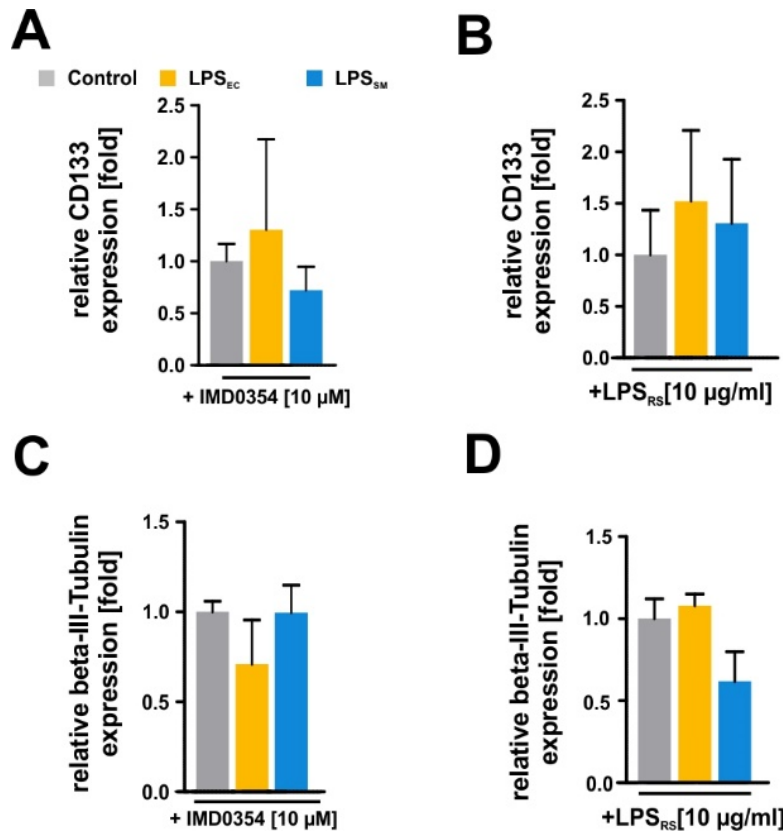 A
B
Control LPSEC LPSSM
relative CD133
expression [fold]
2.5
2.0
1.5
1.0
0.5
0.0
+ IMD0354 [10 µM]
relative CD133
expression [fold]
2.5
2.0
1.5
1.0
0.5
0.0
+LPSRS[10 µg/ml]
C
D
relative beta-III-Tubulin
expression [fold]
1.5
1.0
0.5
0.0
+ IMD0354 [10 µM]
relative beta-III-Tubulin
expression [fold]
1.5
1.0
0.5
0.0
+LPSRS[10 µg/ml]